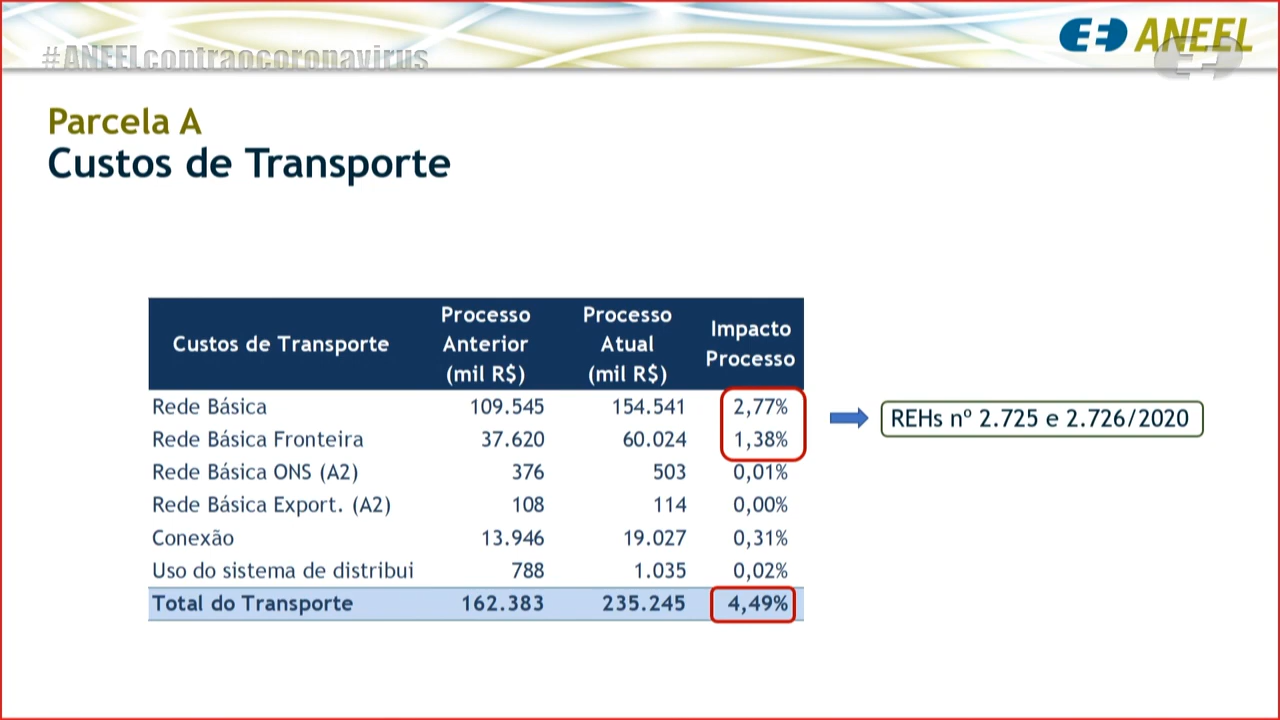 #ANEELcontraocoronavirus
ANEEL
Parcela A
Custos de Transporte
Custos de Transporte Processo Anterior (mil R$) Processo Atual (mil R$) Impacto Processo
Rede Básica 109.545 154.541 2,77%
Rede Básica Fronteira 37.620 60.024 1,38%
Rede Básica ONS (A2) 376 503 0,01%
Rede Básica Export. (A2) 108 114 0,00%
Conexão 13.946 19.027 0,31%
Uso do sistema de distribui 788 1.035 0,02%
Total do Transporte 162.383 235.245 4,49%
REHs nº 2.725 e 2.726/2020